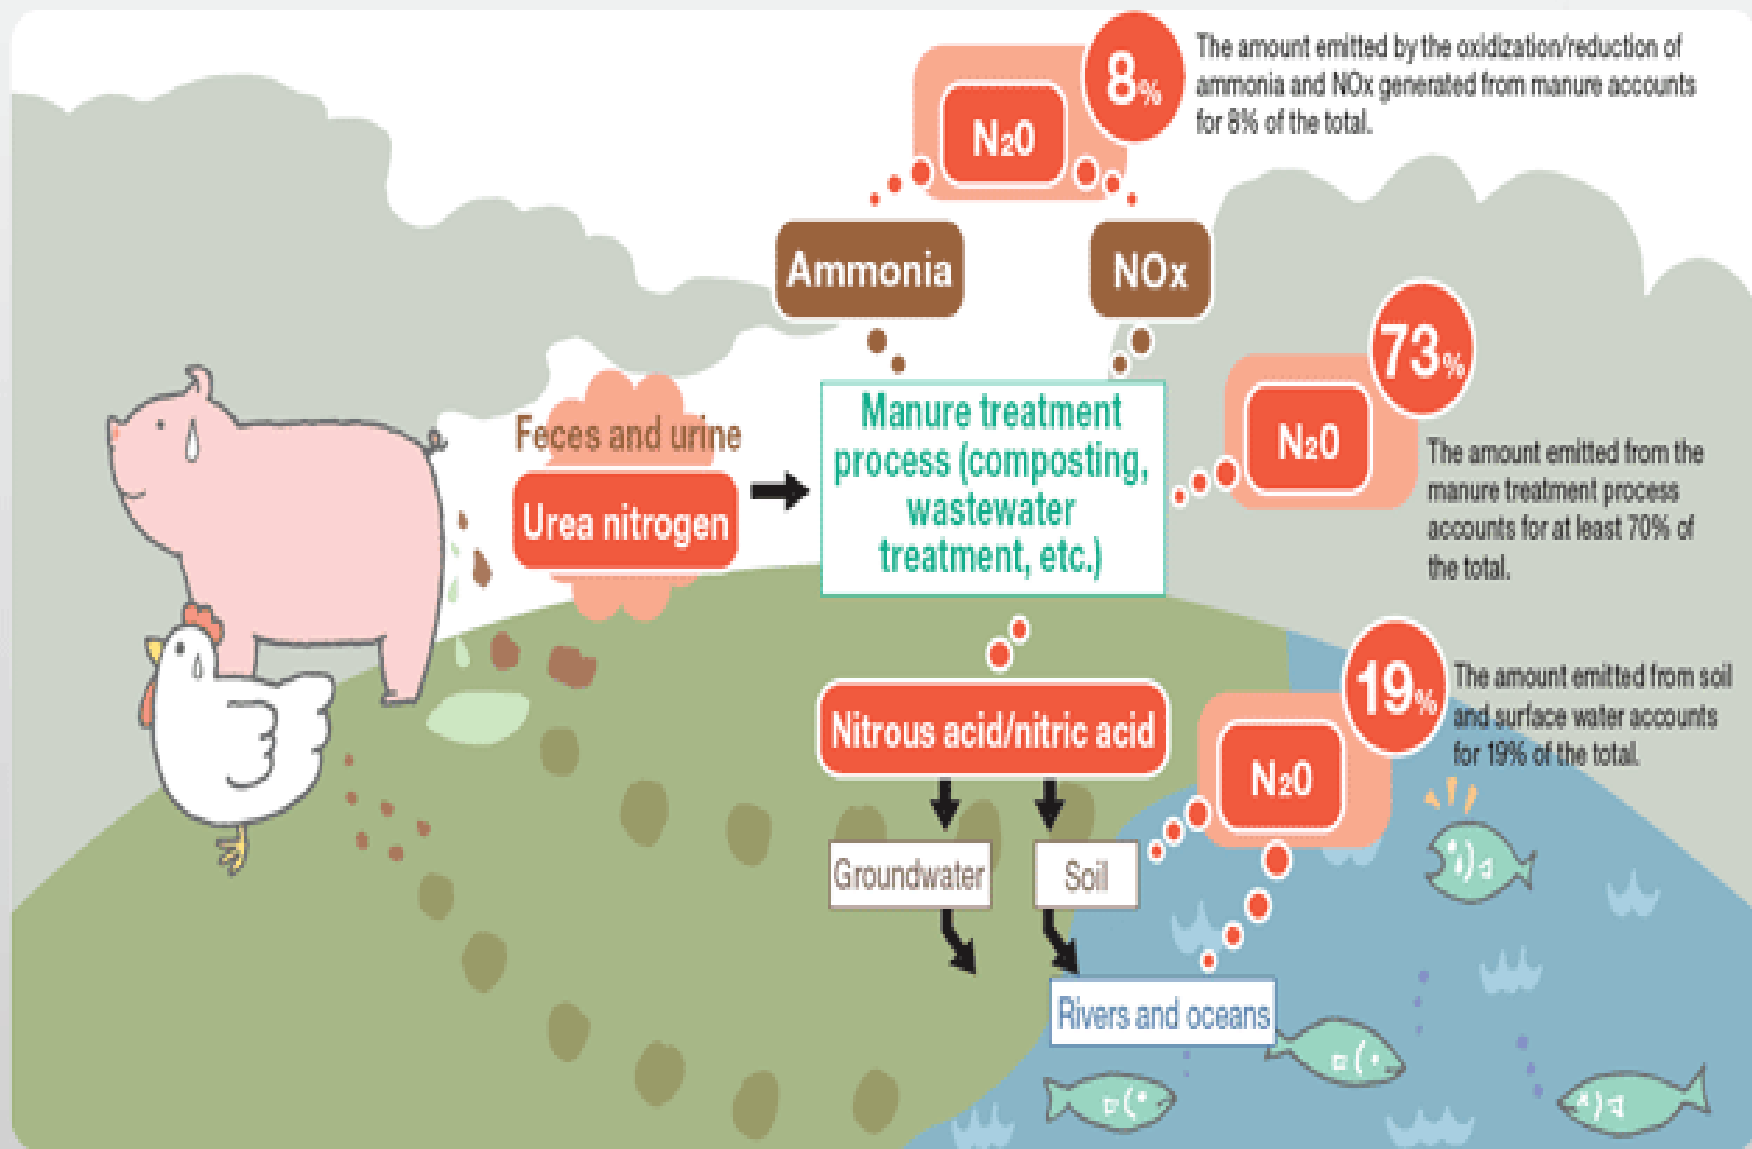 8%
The amount emitted by the oxidization/reduction of
ammonia and NOx generated from manure accounts
for 8% of the total.
N₂0
Ammonia
NOx
73%
N₂0
The amount emitted from the
manure treatment process
accounts for at least 70% of
the total.
Feces and urine
Urea nitrogen
Manure treatment
process (composting,
wastewater
treatment, etc.)
19%
The amount emitted from soil
and surface water accounts
for 19% of the total.
Nitrous acid/nitric acid
N₂0
Groundwater
Soil
Rivers and oceans